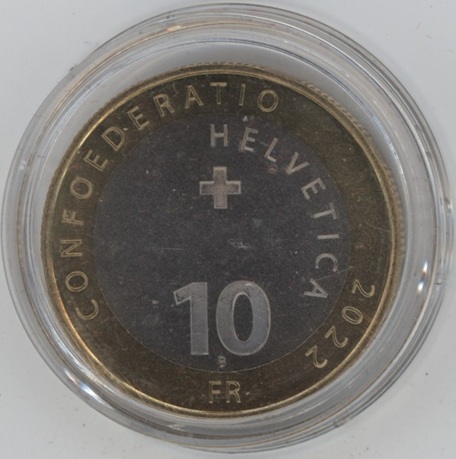 CONFOEDERATIO
HELVETICA
2022
10
B
FR